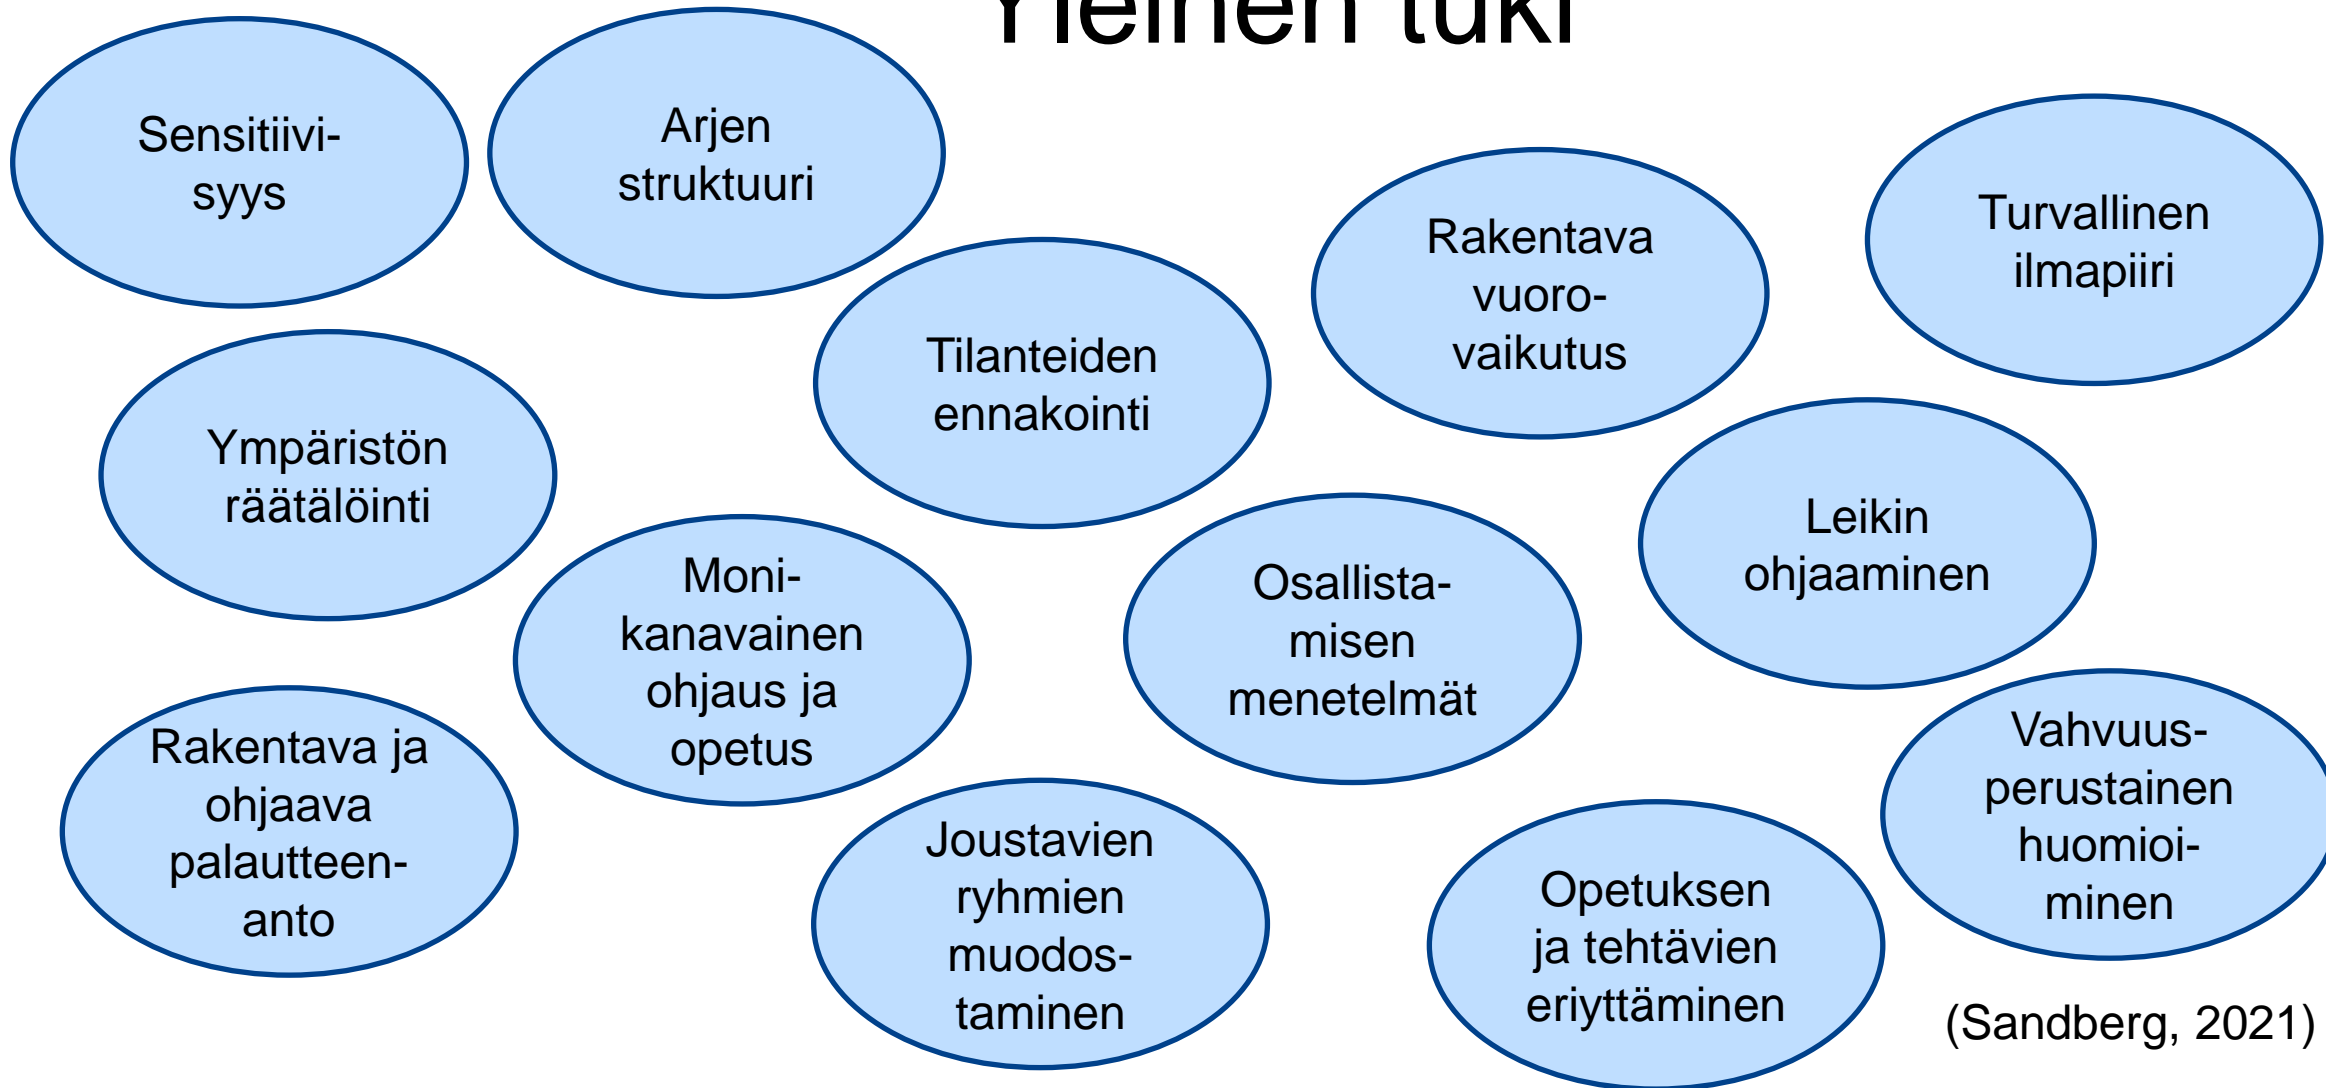 Yleinen tuki
Sensitiivi-
syys
Arjen
struktuuri
Rakentava
vuoro-
vaikutus
Turvallinen
ilmapiiri
Tilanteiden
ennakointi
Ympäristön
räätälöinti
Leikin
ohjaaminen
Moni-
kanavainen
ohjaus ja
opetus
Osallista-
misen
menetelmät
Rakentava ja
ohjaava
palautteen-
anto
Vahvuus-
perustainen
huomioi-
minen
Joustavien
ryhmien
muodos-
taminen
Opetuksen
ja tehtävien
eriyttäminen
(Sandberg, 2021)